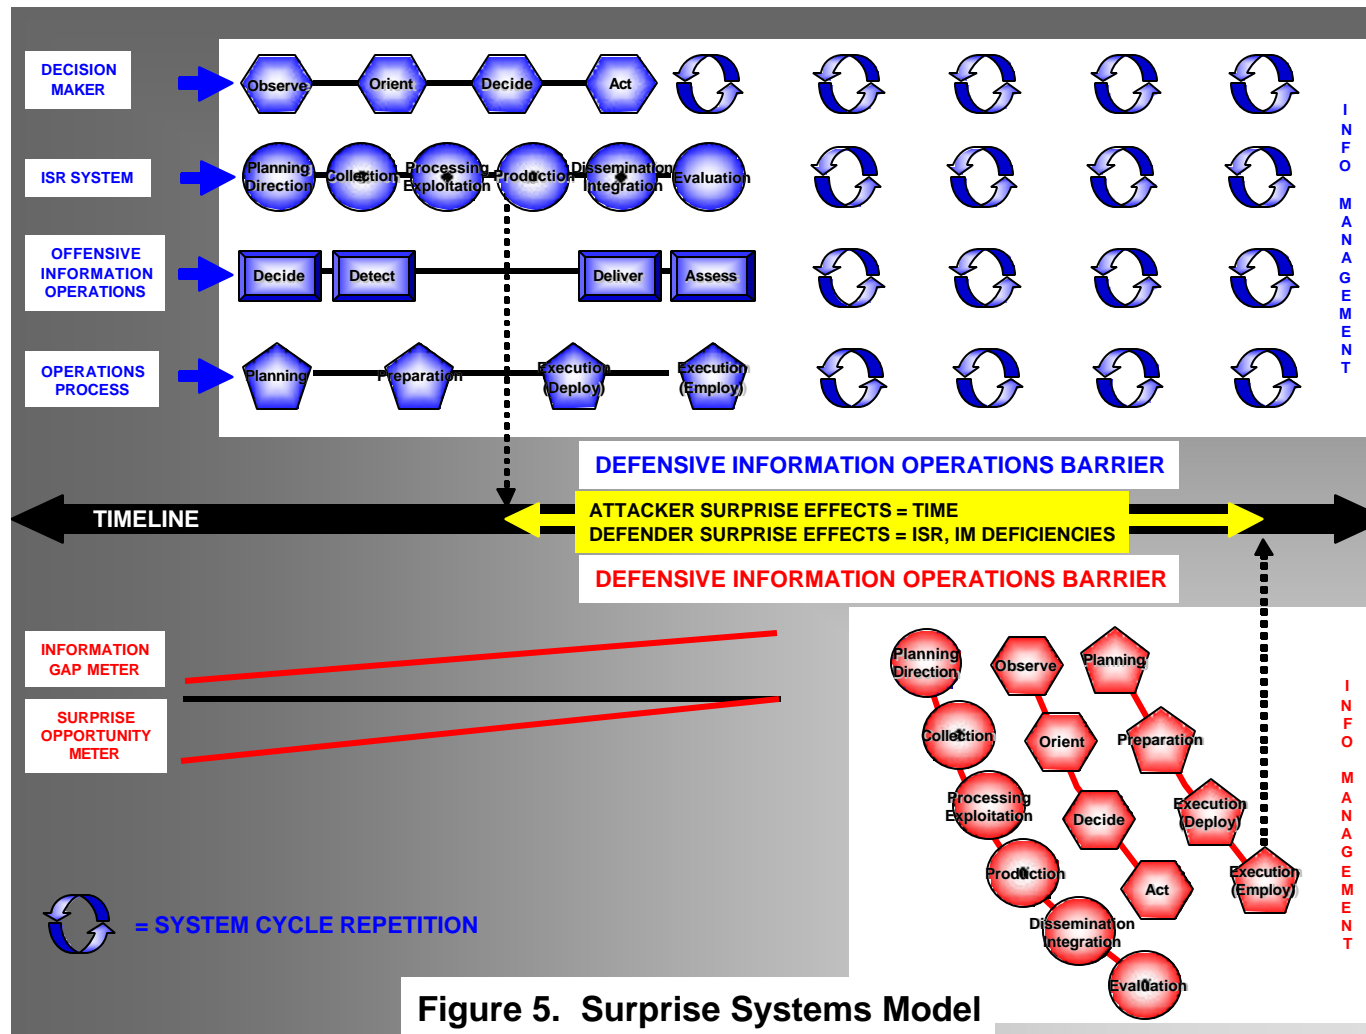 DECISION
MAKER
Observe
Orient
Decide
Act
ISR SYSTEM
Planning
Direction
Collection
Processing
Exploitation
Production
Dissemination
Integration
Evaluation
OFFENSIVE
INFORMATION
OPERATIONS
Decide
Detect
Deliver
Assess
OPERATIONS
PROCESS
Planning
Preparation
Execution
(Deploy)
Execution
(Employ)
INFO MANAGEMENT
DEFENSIVE INFORMATION OPERATIONS BARRIER
TIMELINE
ATTACKER SURPRISE EFFECTS = TIME
DEFENDER SURPRISE EFFECTS = ISR, IM DEFICIENCIES
DEFENSIVE INFORMATION OPERATIONS BARRIER
INFORMATION
GAP METER
SURPRISE
OPPORTUNITY
METER
Planning
Direction
Collection
Processing
Exploitation
Production
Dissemination
Integration
Evaluation
Observe
Orient
Decide
Act
Planning
Preparation
Execution
(Deploy)
Execution
(Employ)
INFO MANAGEMENT
= SYSTEM CYCLE REPETITION
Figure 5. Surprise Systems Model